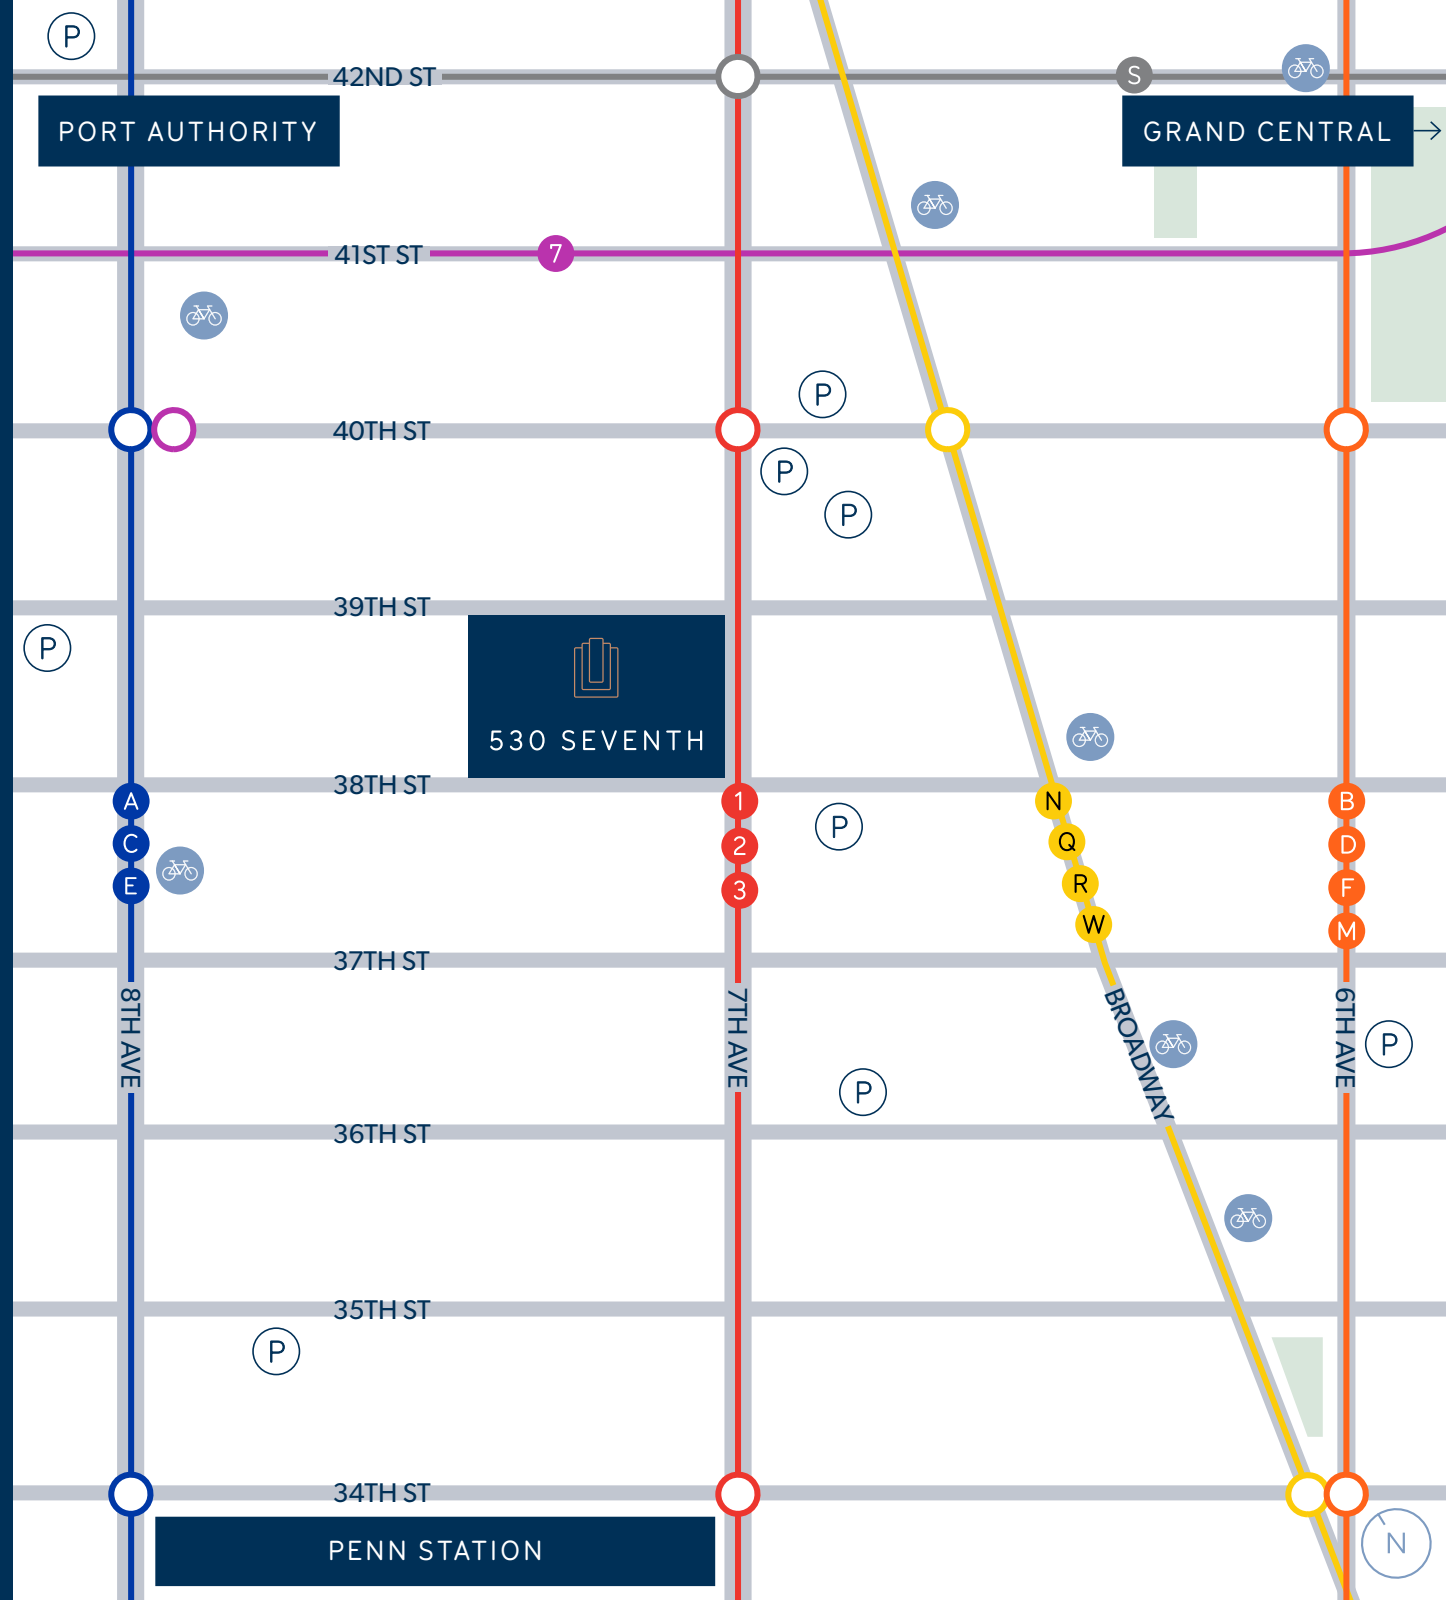 P
42ND ST
S
PORT AUTHORITY
GRAND CENTRAL
41ST ST
7
P
40TH ST
P
P
39TH ST
P
530 SEVENTH
38TH ST
A
C
E
1
2
3
P
N
Q
R
W
B
D
F
M
37TH ST
8TH AVE
7TH AVE
BROADWAY
6TH AVE
P
P
36TH ST
35TH ST
P
34TH ST
PENN STATION
N